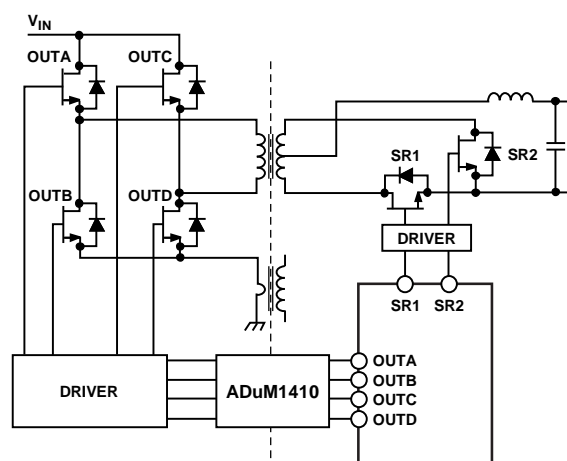 VIN
OUTA
OUTC
OUTB
OUTD
SR1
SR2
DRIVER
SR1 SR2
DRIVER
ADuM1410
OUTA
OUTB
OUTC
OUTD